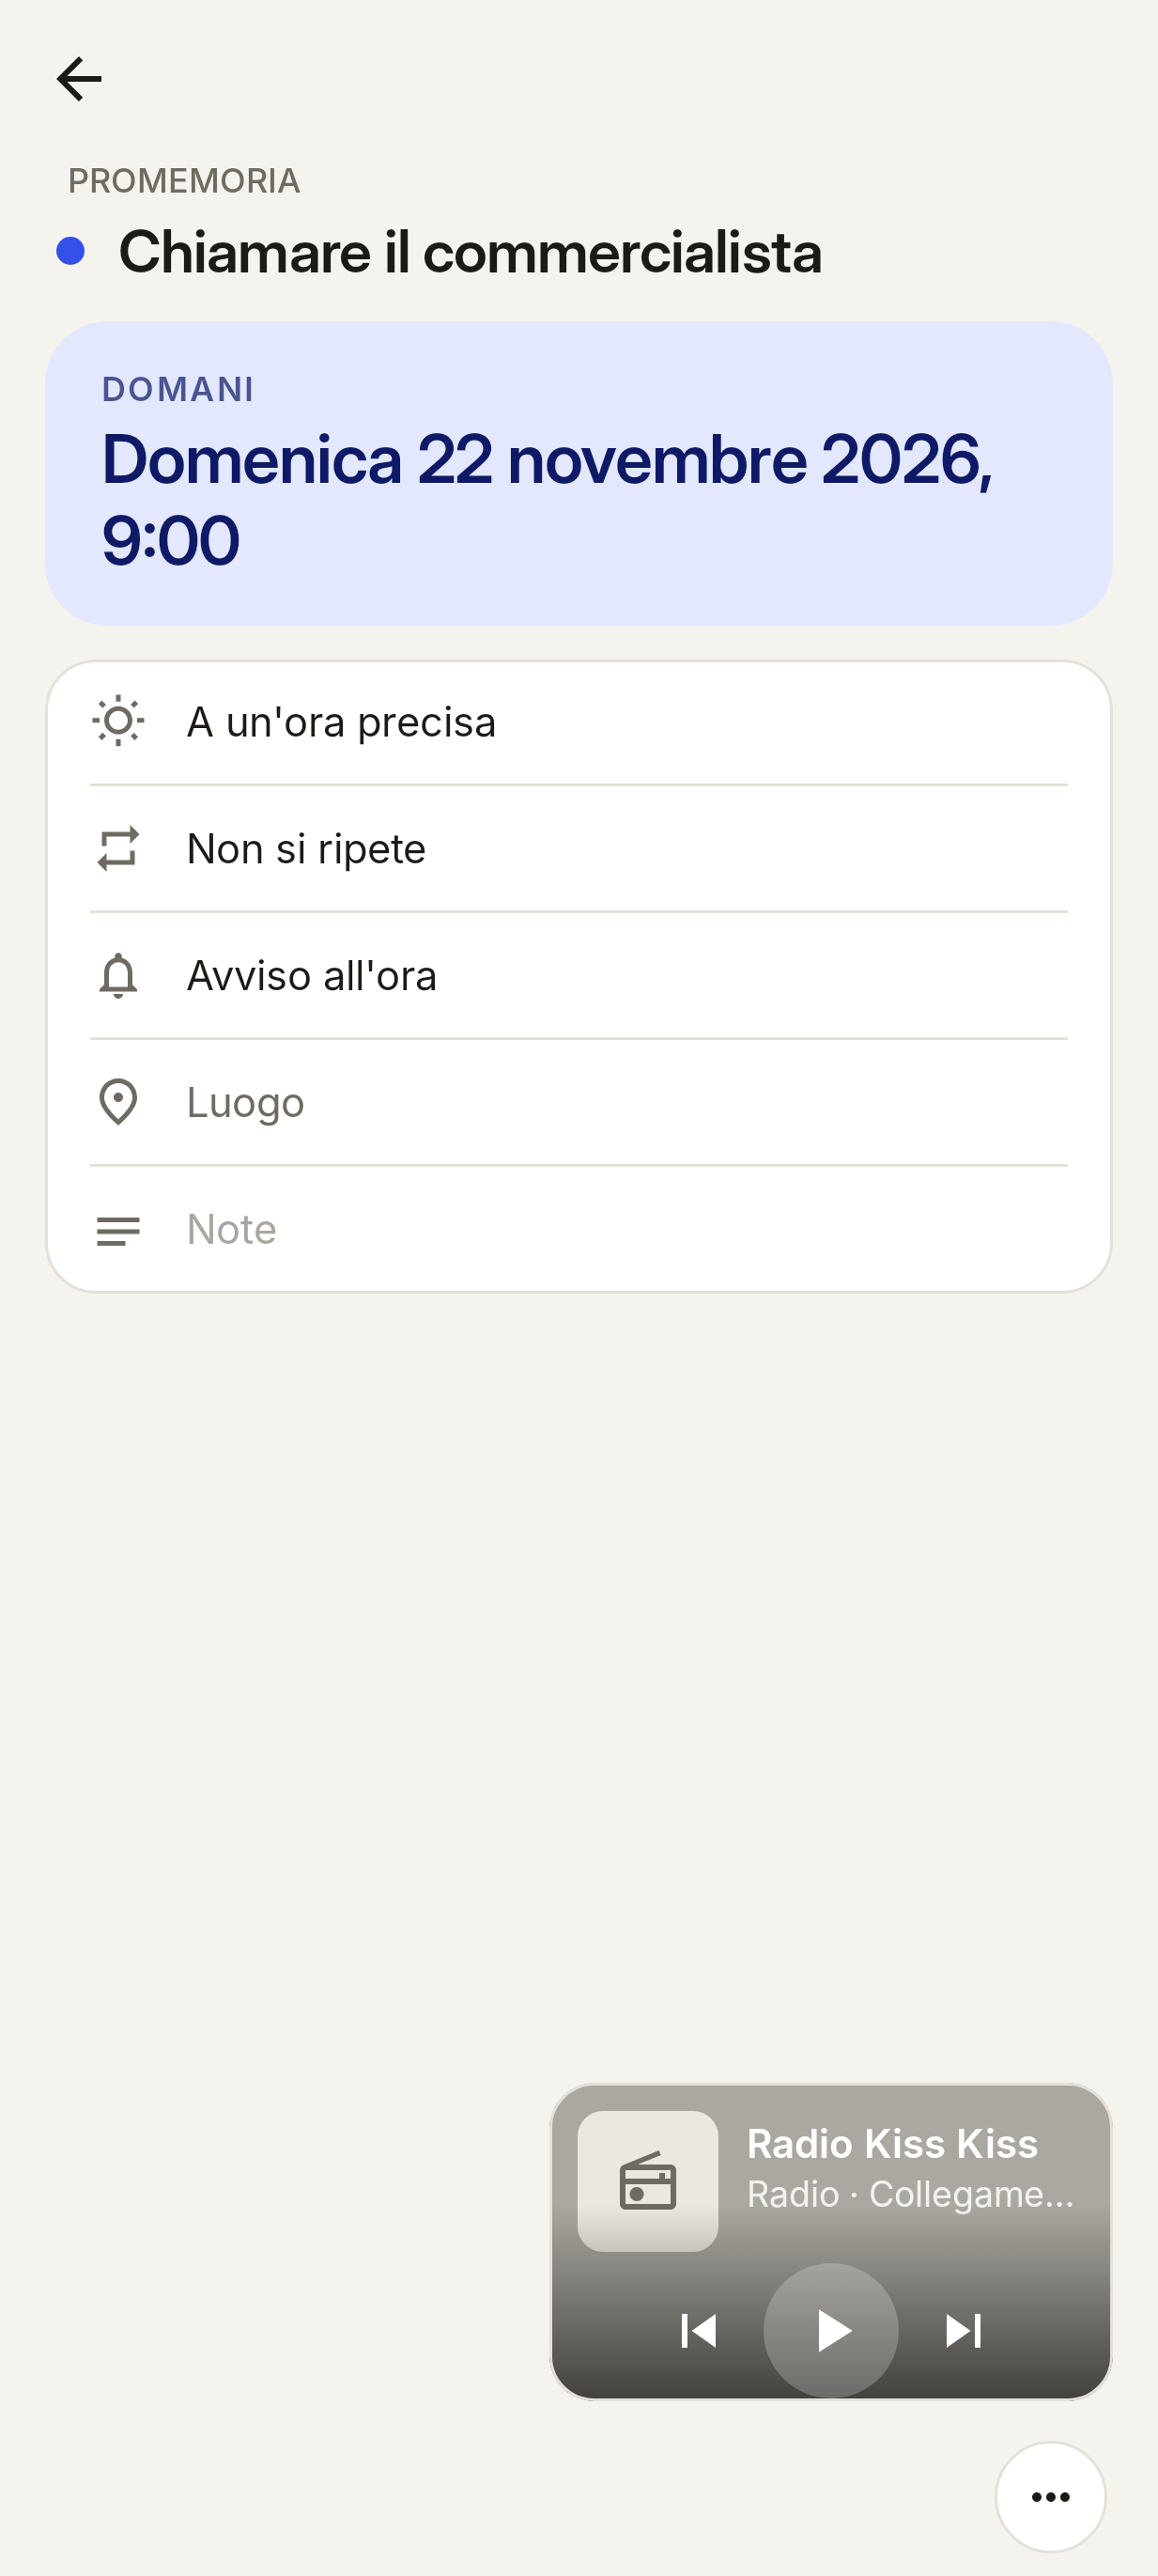 PROMEMORIA
Chiamare il commercialista
DOMANI
Domenica 22 novembre 2026,
9:00
A un'ora precisa
Non si ripete
Avviso all'ora
Luogo
Note
Radio Kiss Kiss
Radio · Collegame...